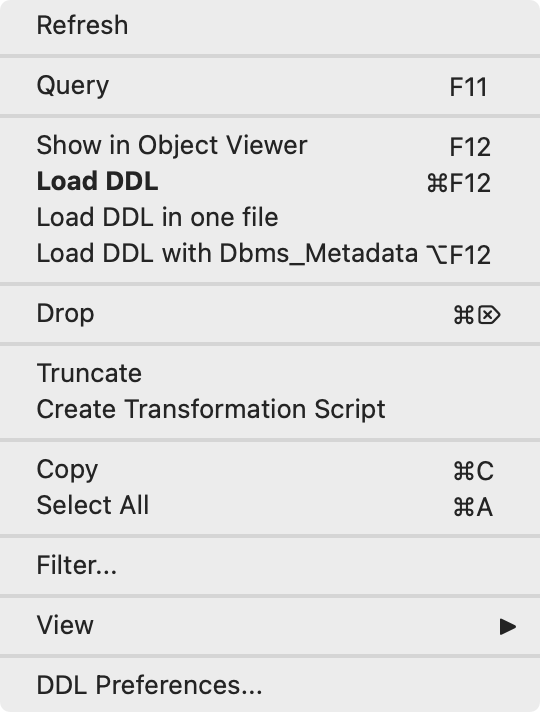 Refresh
Query F11
Show in Object Viewer F12
Load DDL ⌘F12
Load DDL in one file
Load DDL with Dbms_Metadata ⌥F12
Drop ⌘⌦
Truncate
Create Transformation Script
Copy ⌘C
Select All ⌘A
Filter...
View ▶
DDL Preferences...